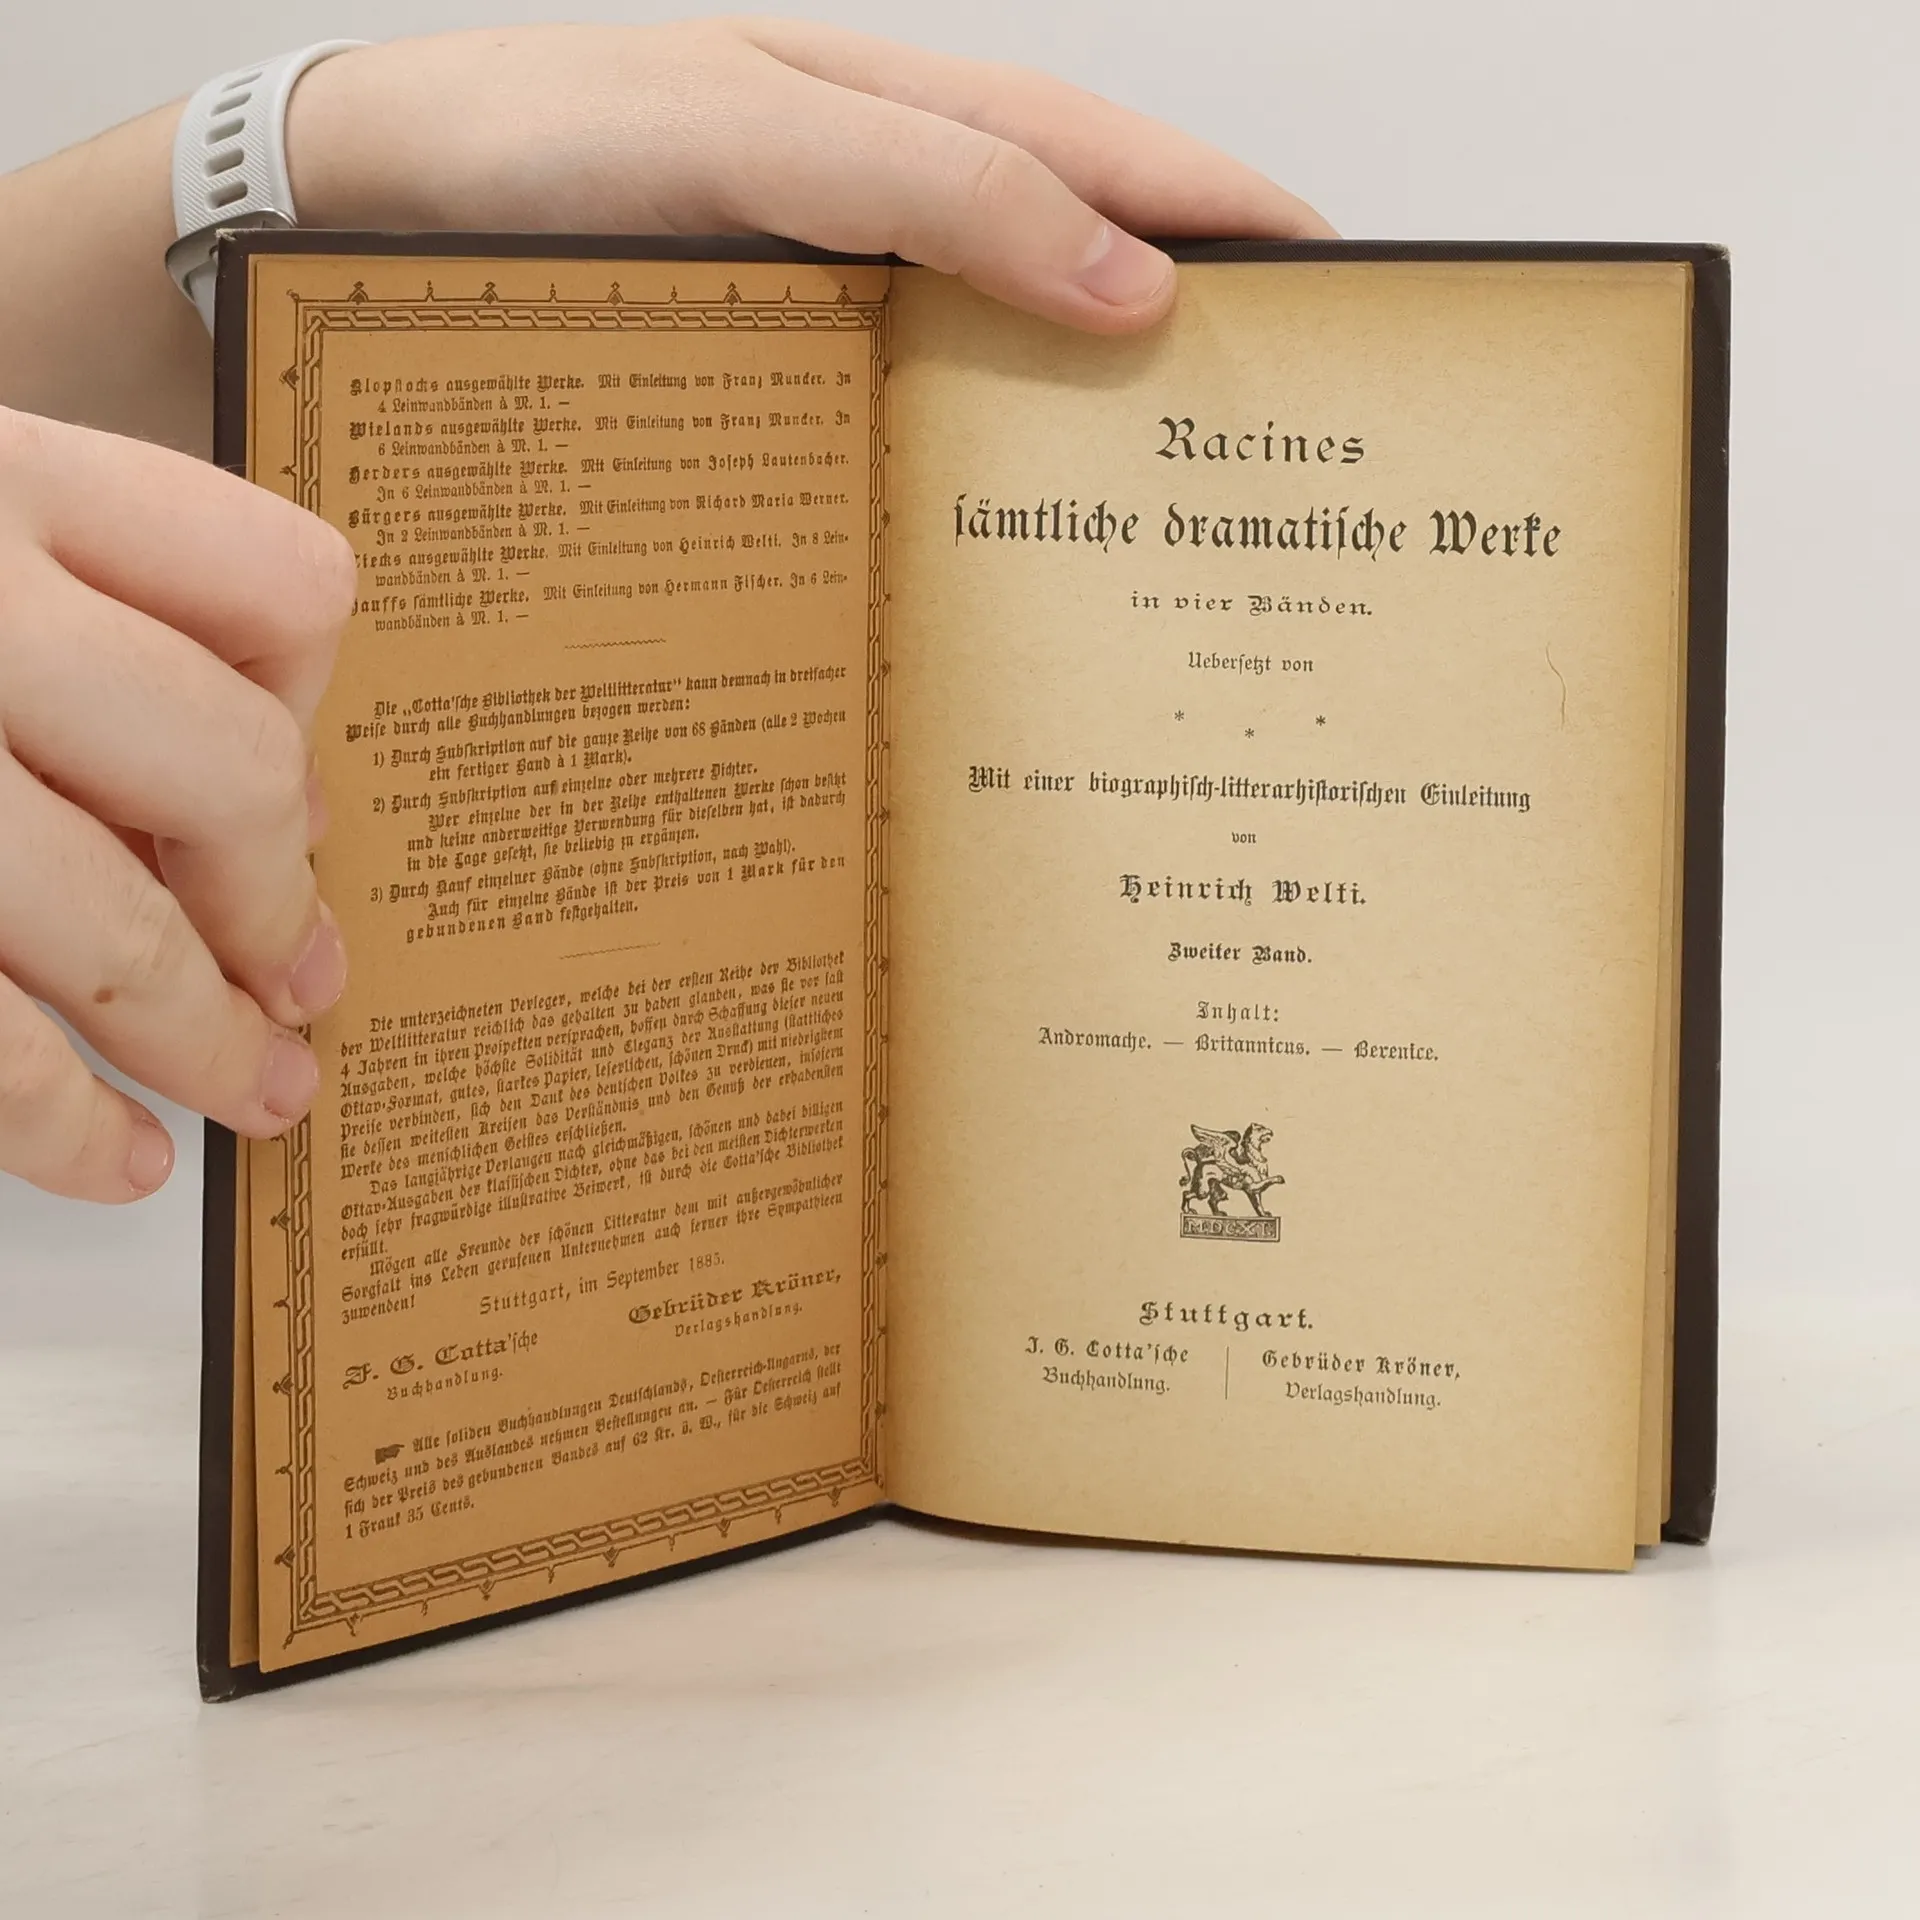 Klopstocks ausgewählte Werke. Mit Einleitung von Franz Muncker. In
4 Leinwandbänden à M. 1. —
Wielands ausgewählte Werke. Mit Einleitung von Franz Muncker. In
6 Leinwandbänden à M. 1. —
Herders ausgewählte Werke. Mit Einleitung von Joseph Lautenbacher.
In 6 Leinwandbänden à M. 1. —
Bürgers ausgewählte Werke. Mit Einleitung von Richard Maria Werner.
In 2 Leinwandbänden à M. 1. —
Tiecks ausgewählte Werke. Mit Einleitung von Heinrich Welti. In 8 Lein-
wandbänden à M. 1. —
Hauffs sämtliche Werke. Mit Einleitung von Hermann Fischer. In 6 Lein-
wandbänden à M. 1. —
Die „Cotta'sche Bibliothek der Weltlitteratur“ kann demnach in dreifacher
Weise durch alle Buchhandlungen bezogen werden:
1) Durch Subskription auf die ganze Reihe von 68 Bänden (alle 2 Wochen
ein fertiger Band à 1 Mark).
2) Durch Subskription auf einzelne oder mehrere Dichter.
Wer einzelne der in der Reihe enthaltenen Werke schon besitzt
und keine anderweitige Verwendung für dieselben hat, ist dadurch
in die Lage gesetzt, sie beliebig zu ergänzen.
3) Durch Kauf einzelner Bände (ohne Subskription, nach Wahl).
Auch für einzelne Bände ist der Preis von 1 Mark für den
gebundenen Band festgehalten.
Die unterzeichneten Verleger, welche bei der ersten Reihe der Bibliothek
der Weltlitteratur reichlich das gehalten zu haben glauben, was sie vor fast
4 Jahren in ihren Prospekten versprachen, hoffen durch Schaffung dieser neuen
Ausgaben, welche höchste Solidität und Eleganz der Ausstattung (stattliches
Oktav-Format, gutes, starkes Papier, leserlichen, schönen Druck) mit niedrigstem
Preise verbinden, sich den Dank des deutschen Volkes zu verdienen, insofern
sie dessen weitesten Kreisen das Verständnis und den Genuß der erhabensten
Werke des menschlichen Geistes erschließen.
Das langjährige Verlangen nach gleichmäßigen, schönen und dabei billigen
Oktav-Ausgaben der klassischen Dichter, ohne das bei den meisten Dichterwerken
doch sehr fragwürdige illustrative Beiwerk, ist durch die Cotta'sche Bibliothek
erfüllt.
Mögen alle Freunde der schönen Litteratur dem mit außergewöhnlicher
Sorgfalt ins Leben gerufenen Unternehmen auch ferner ihre Sympathieen
zuwenden!
Stuttgart, im September 1885.
J. G. Cotta'sche
Buchhandlung.
Gebrüder Kröner,
Verlagshandlung.
Alle soliden Buchhandlungen Deutschlands, Oesterreich-Ungarns, der
Schweiz und des Auslandes nehmen Bestellungen an. — Für Oesterreich stellt
sich der Preis des gebundenen Bandes auf 62 Kr. ö. W., für die Schweiz auf
1 Frank 35 Cents.
Racines
sämtliche dramatische Werke
in vier Bänden.
Uebersetzt von
* * *
Mit einer biographisch-litterarhistorischen Einleitung
von
Heinrich Welti.
Zweiter Band.
Inhalt:
Andromache. — Britannicus. — Berenice.
MDCXL
Stuttgart.
J. G. Cotta'sche
Buchhandlung.
Gebrüder Kröner,
Verlagshandlung.